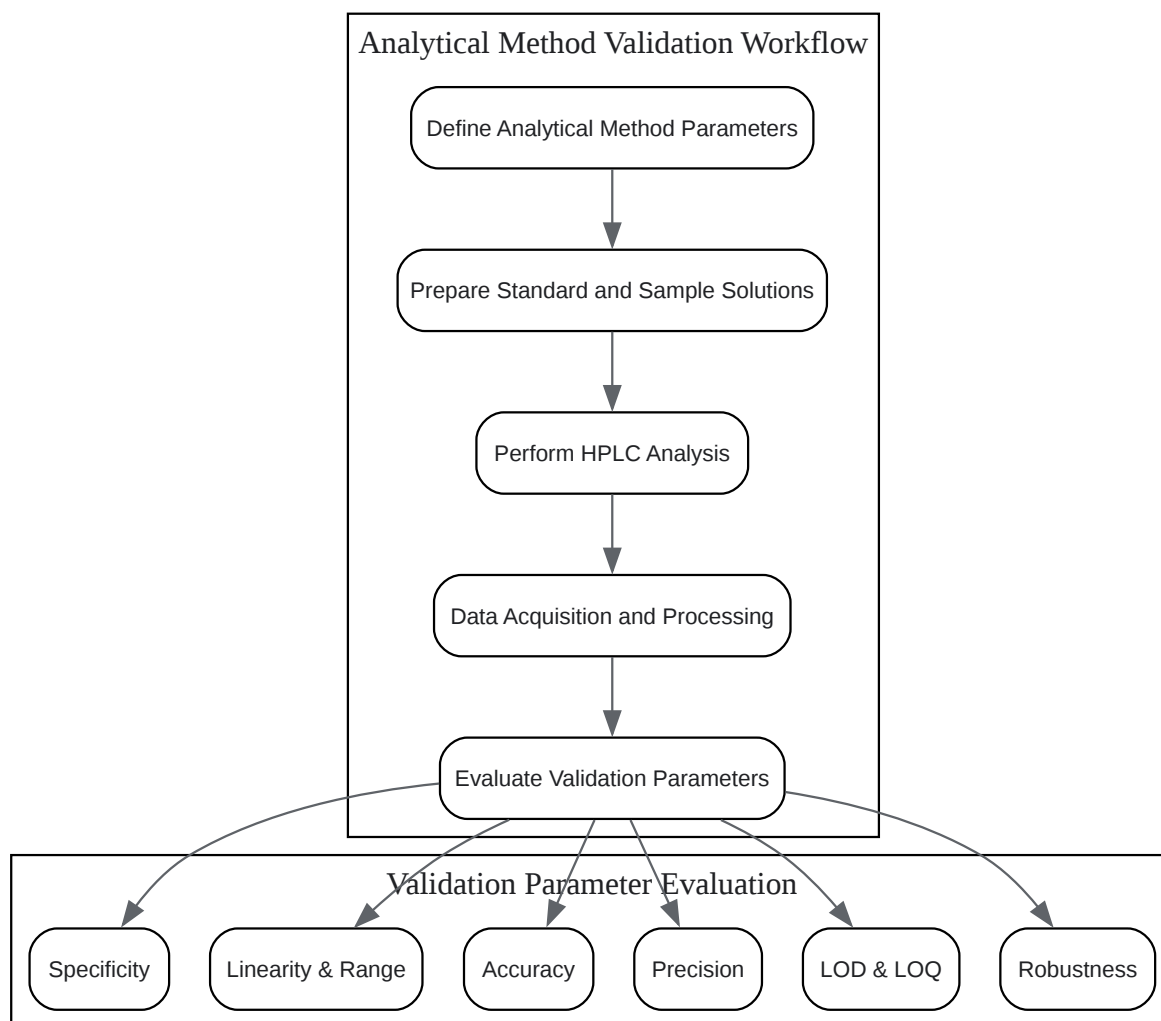 Analytical Method Validation Workflow
Define Analytical Method Parameters
Prepare Standard and Sample Solutions
Perform HPLC Analysis
Data Acquisition and Processing
Evaluate Validation Parameters
Validation Parameter Evaluation
Specificity
Linearity & Range
Accuracy
Precision
LOD & LOQ
Robustness